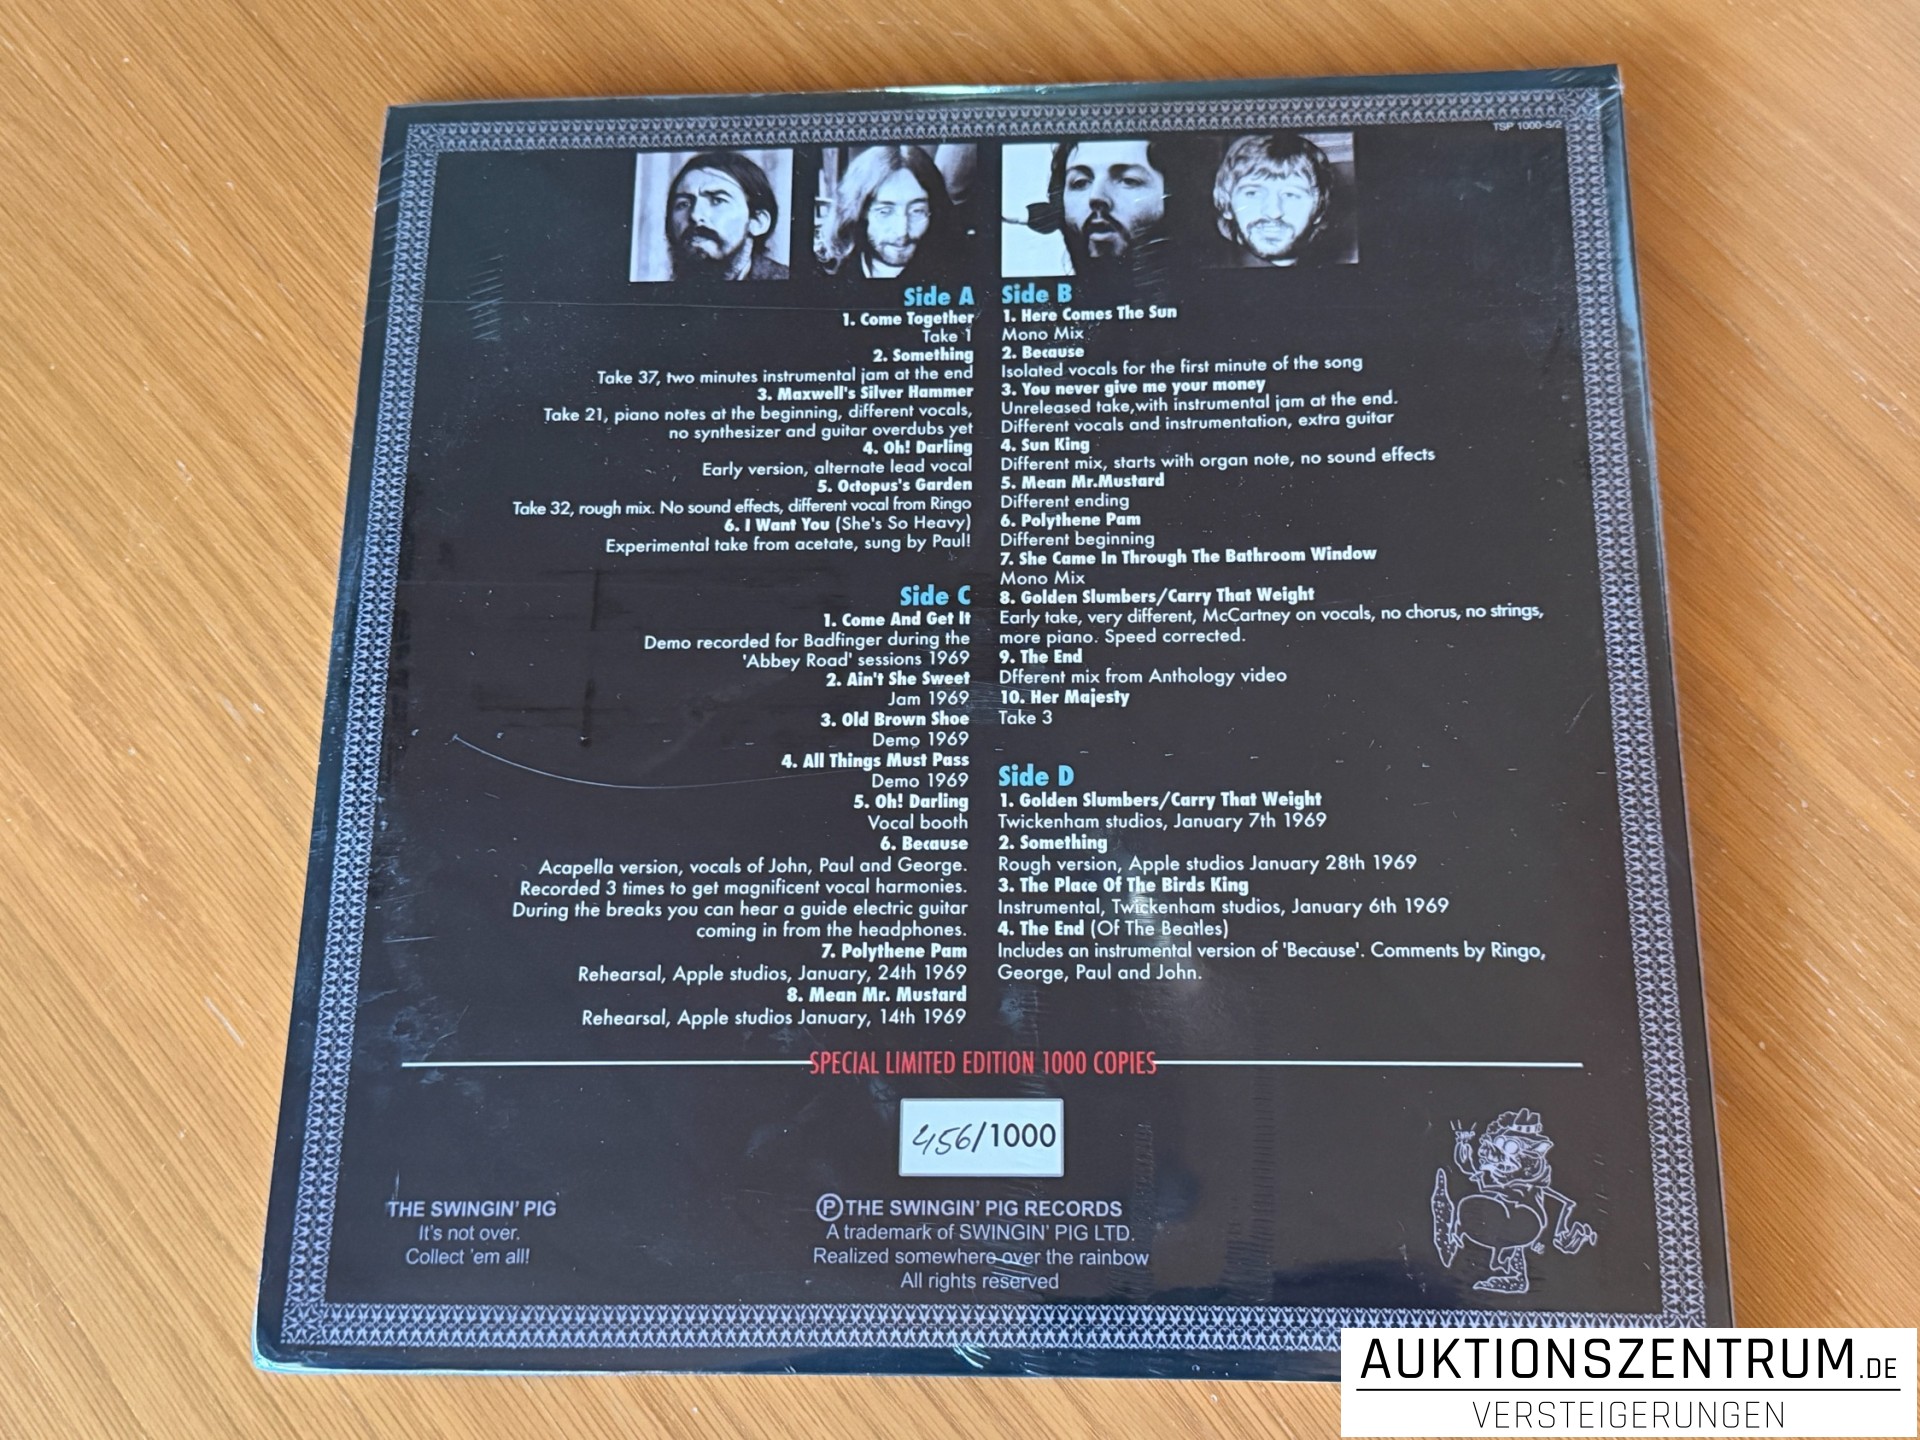 TSP 1000-5/2
Side A
1. Come Together
Take 1
2. Something
Take 37, two minutes instrumental jam at the end
3. Maxwell's Silver Hammer
Take 21, piano notes at the beginning, different vocals,
no synthesizer and guitar overdubs yet
4. Oh! Darling
Early version, alternate lead vocal
5. Octopus's Garden
Take 32, rough mix. No sound effects, different vocal from Ringo
6. I Want You (She's So Heavy)
Experimental take from acetate, sung by Paul!
Side B
1. Here Comes The Sun
Mono Mix
2. Because
Isolated vocals for the first minute of the song
3. You never give me your money
Unreleased take,with instrumental jam at the end.
Different vocals and instrumentation, extra guitar
4. Sun King
Different mix, starts with organ note, no sound effects
5. Mean Mr.Mustard
Different ending
6. Polythene Pam
Different beginning
7. She Came In Through The Bathroom Window
Mono Mix
8. Golden Slumbers/Carry That Weight
Early take, very different, McCartney on vocals, no chorus, no strings,
more piano. Speed corrected.
9. The End
Dfferent mix from Anthology video
10. Her Majesty
Take 3
Side C
1. Come And Get It
Demo recorded for Badfinger during the
'Abbey Road' sessions 1969
2. Ain't She Sweet
Jam 1969
3. Old Brown Shoe
Demo 1969
4. All Things Must Pass
Demo 1969
5. Oh! Darling
Vocal booth
6. Because
Acapella version, vocals of John, Paul and George.
Recorded 3 times to get magnificent vocal harmonies.
During the breaks you can hear a guide electric guitar
coming in from the headphones.
7. Polythene Pam
Rehearsal, Apple studios, January, 24th 1969
8. Mean Mr. Mustard
Rehearsal, Apple studios January, 14th 1969
Side D
1. Golden Slumbers/Carry That Weight
Twickenham studios, January 7th 1969
2. Something
Rough version, Apple studios January 28th 1969
3. The Place Of The Birds King
Instrumental, Twickenham studios, January 6th 1969
4. The End (Of The Beatles)
Includes an instrumental version of 'Because'. Comments by Ringo,
George, Paul and John.
SPECIAL LIMITED EDITION 1000 COPIES
456/1000
THE SWINGIN' PIG
It's not over.
Collect 'em all!
Ⓟ THE SWINGIN' PIG RECORDS
A trademark of SWINGIN' PIG LTD.
Realized somewhere over the rainbow
All rights reserved
SNAP
AUKTIONSZENTRUM.DE
VERSTEIGERUNGEN